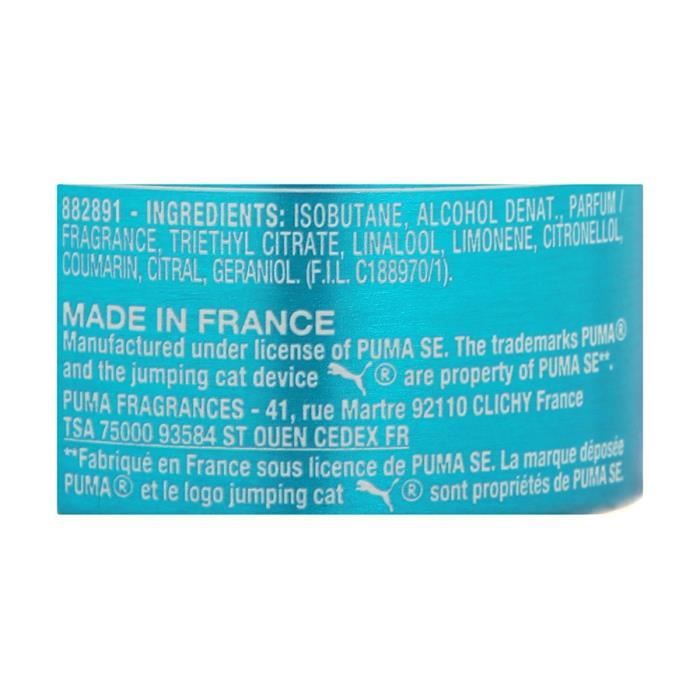 882891 - INGREDIENTS: ISOBUTANE, ALCOHOL DENAT., PARFUM /
FRAGRANCE, TRIETHYL CITRATE, LINALOOL, LIMONENE, CITRONELLOL,
COUMARIN, CITRAL, GERANIOL. (F.I.L. C188970/1).
MADE IN FRANCE
Manufactured under license of PUMA SE. The trademarks PUMA®
and the jumping cat device ® are property of PUMA SE**.
PUMA FRAGRANCES - 41, rue Martre 92110 CLICHY France
TSA 75000 93584 ST OUEN CEDEX FR
**Fabriqué en France sous licence de PUMA SE. La marque déposée
PUMA® et le logo jumping cat ® sont propriétés de PUMA SE.